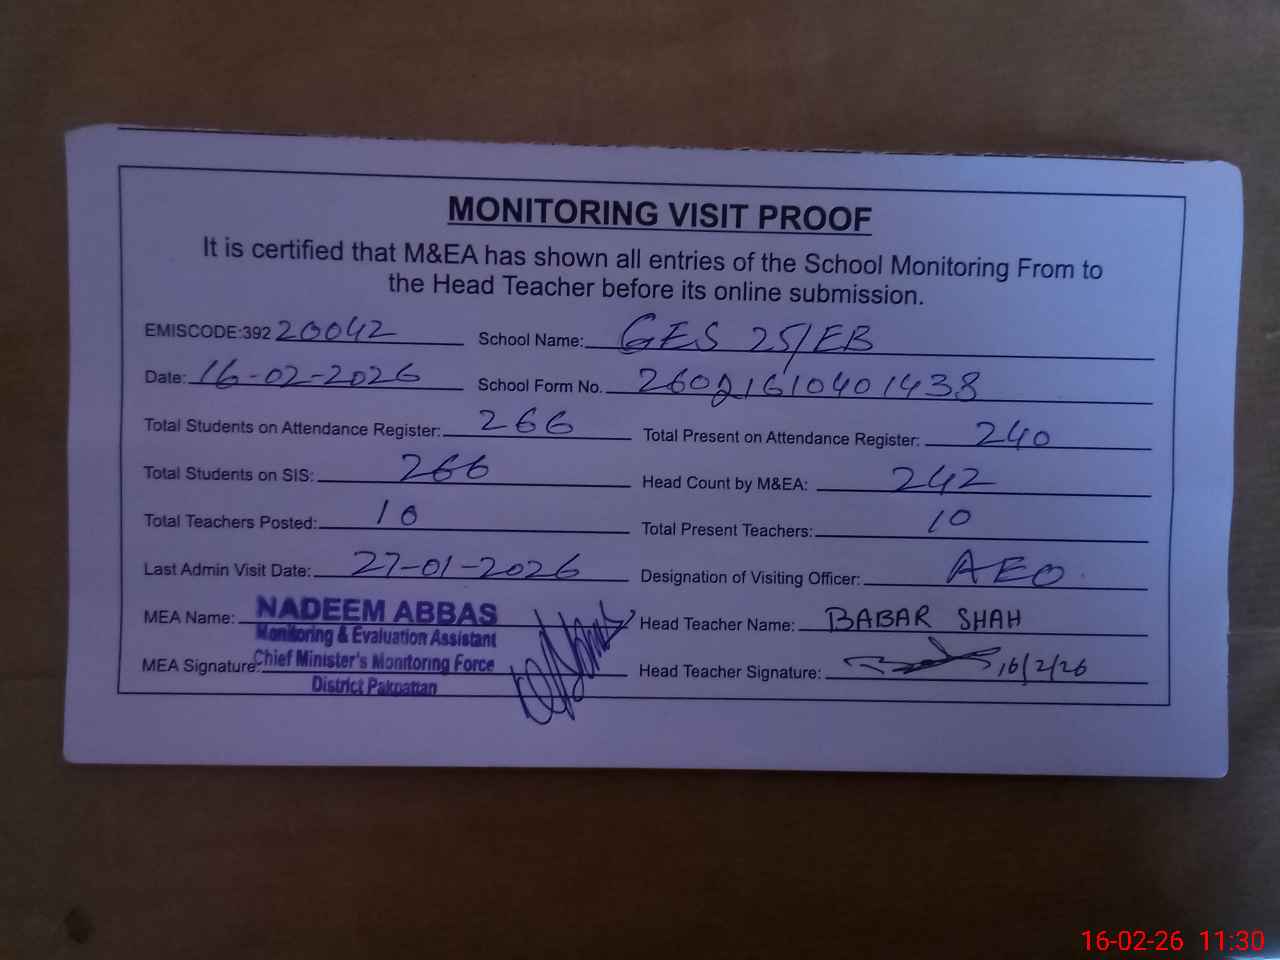 MONITORING VISIT PROOF
It is certified that M&EA has shown all entries of the School Monitoring From to
the Head Teacher before its online submission.
EMISCODE:392 20042 School Name: GES 25/EB
Date: 16-02-2026 School Form No. 26021610401438
Total Students on Attendance Register: 266 Total Present on Attendance Register: 240
Total Students on SIS: 266 Head Count by M&EA: 242
Total Teachers Posted: 10 Total Present Teachers: 10
Last Admin Visit Date: 27-01-2026 Designation of Visiting Officer: AEO
MEA Name: NADEEM ABBAS Head Teacher Name: BABAR SHAH
Monitoring & Evaluation Assistant
MEA Signature: Chief Minister's Monitoring Force Head Teacher Signature: 16/2/26
District Pakpattan
16-02-26 11:30